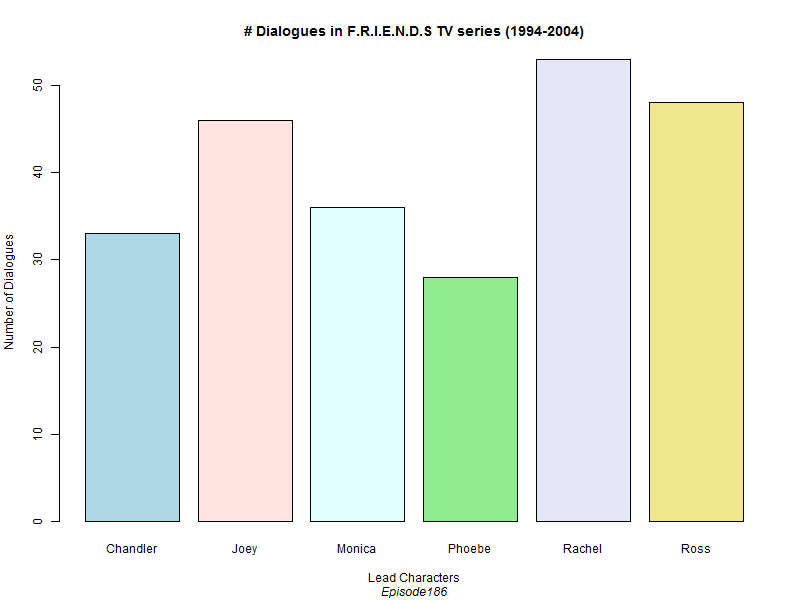 # Dialogues in F.R.I.E.N.D.S TV series (1994-2004)
Number of Dialogues
50
40
30
20
10
0
Chandler Joey Monica Phoebe Rachel Ross
Lead Characters
Episode186